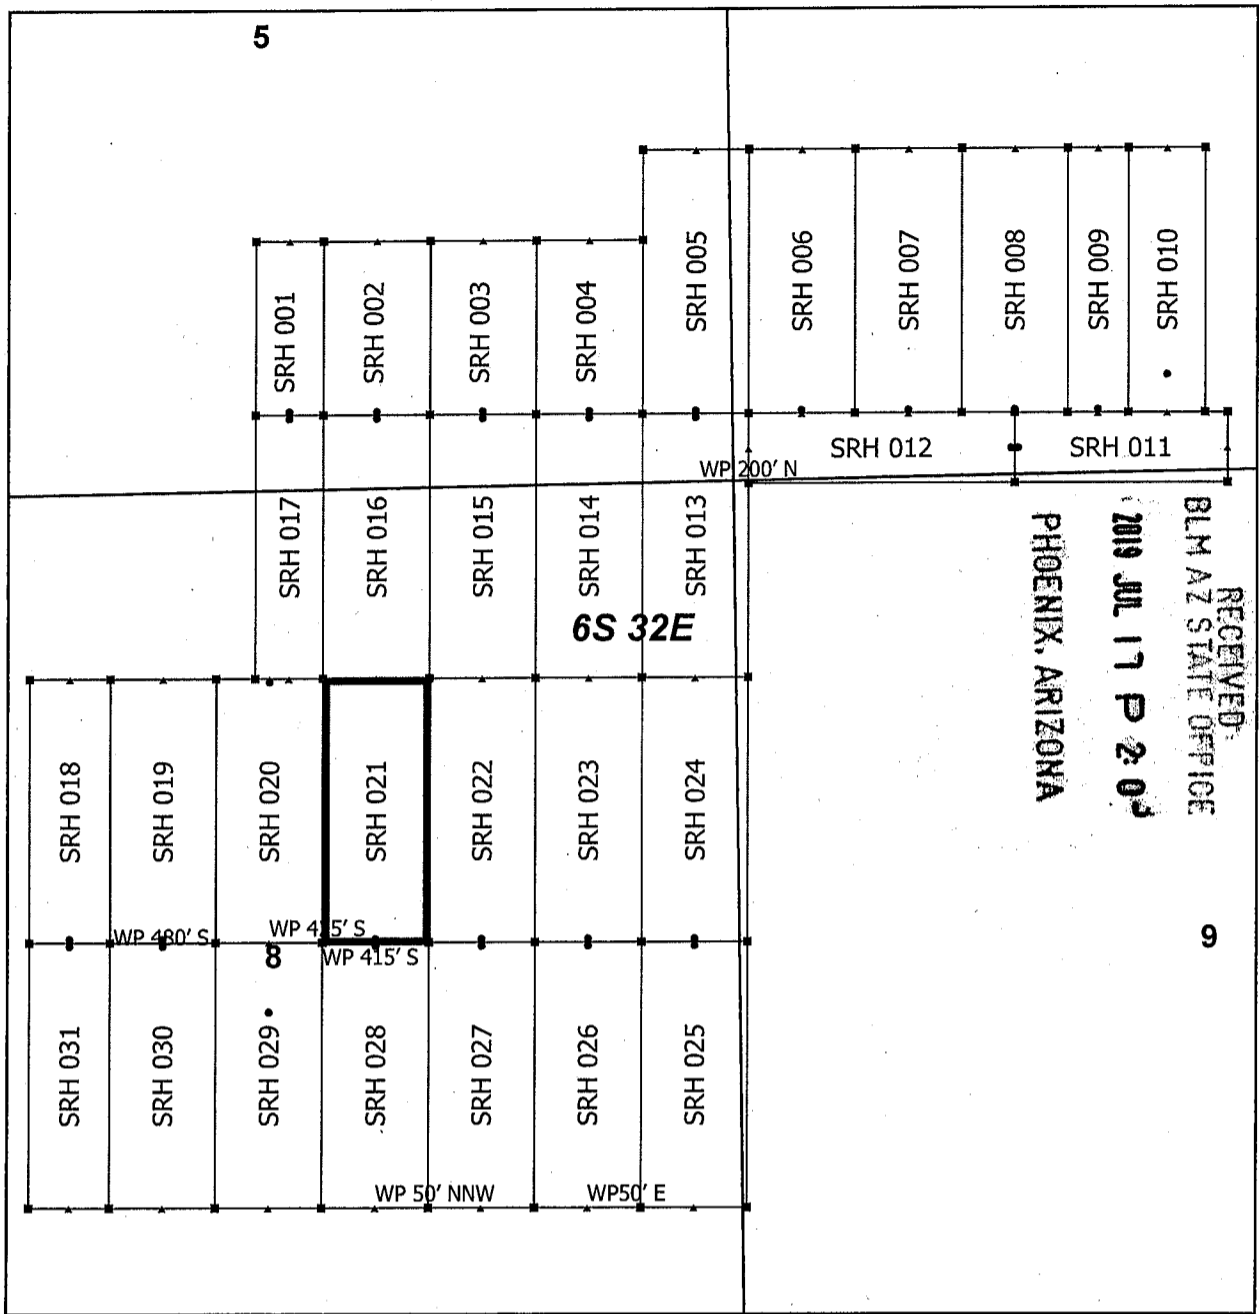 5
SRH 001
SRH 002
SRH 003
SRH 004
SRH 005
SRH 006
SRH 007
SRH 008
SRH 009
SRH 010
SRH 012
SRH 011
WP 200' N
SRH 017
SRH 016
SRH 015
SRH 014
SRH 013
6S 32E
RECEIVED
BLM AZ STATE OFFICE
2019 JUL 17 P 2:0
PHOENIX, ARIZONA
SRH 018
SRH 019
SRH 020
SRH 021
SRH 022
SRH 023
SRH 024
WP 480' S
WP 415' S
8
WP 415' S
9
SRH 031
SRH 030
SRH 029
SRH 028
SRH 027
SRH 026
SRH 025
WP 50' NNW
WP50' E